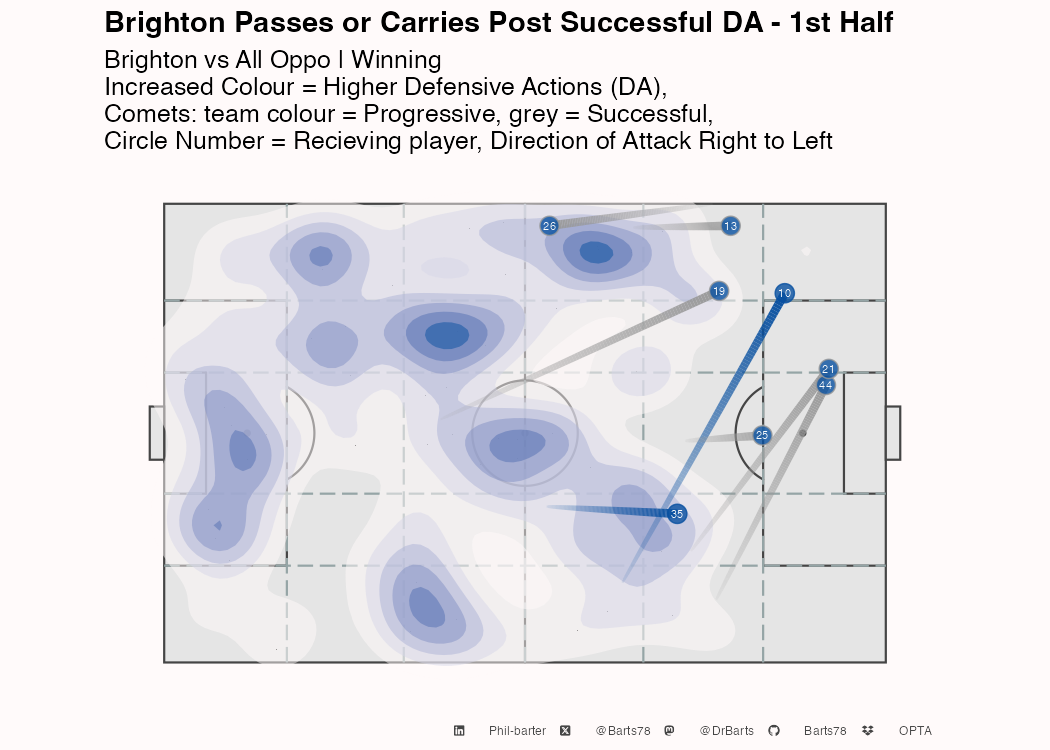 Brighton Passes or Carries Post Successful DA - 1st Half
Brighton vs All Oppo | Winning
Increased Colour = Higher Defensive Actions (DA),
Comets: team colour = Progressive, grey = Successful,
Circle Number = Recieving player, Direction of Attack Right to Left
26
13
19
10
21
44
25
35
Phil-barter @Barts78 @DrBarts Barts78 OPTA